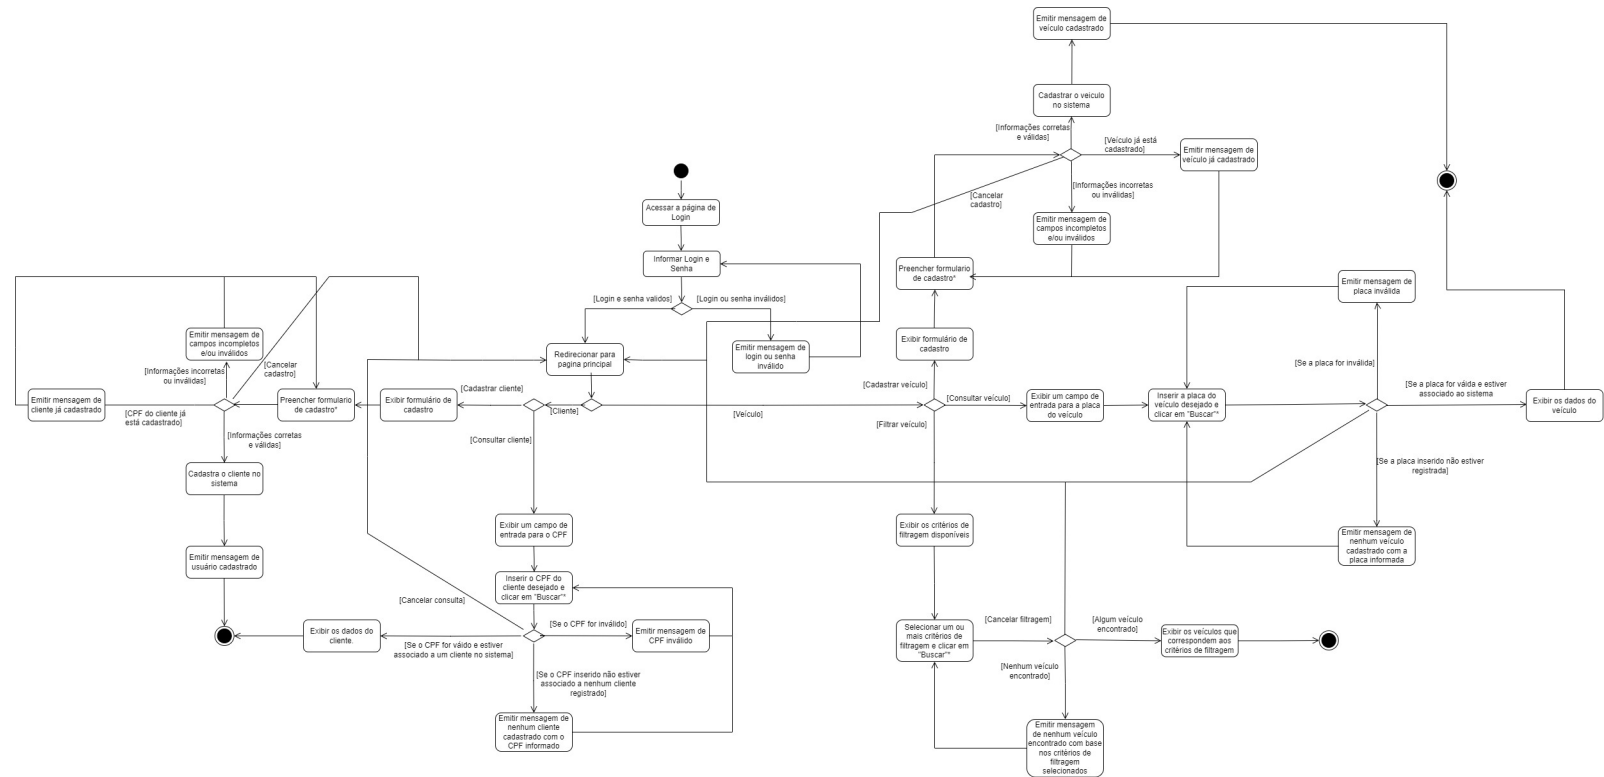 Emitir mensagem de
veículo cadastrado
Cadastrar o veiculo
no sistema
[Informações corretas
e válidas]
[Veículo já está
cadastrado]
Emitir mensagem de
veículo já cadastrado
[Cancelar
cadastro]
[Informações incorretas
ou inválidas]
Emitir mensagem de
campos incompletos
e/ou inválidos
Acessar a página de
Login
Informar Login e
Senha
Preencher formulario
de cadastro*
Emitir mensagem de
placa inválida
[Login e senha validos]
[Login ou senha inválidos]
Emitir mensagem de
campos incompletos
e/ou inválidos
Redirecionar para
pagina principal
Emitir mensagem de
login ou senha
inválido
Exibir formulário de
cadastro
[Informações incorretas
ou inválidas]
[Cancelar
cadastro]
[Se a placa for inválida]
Emitir mensagem de
cliente já cadastrado
[CPF do cliente já
está cadastrado]
Preencher formulario
de cadastro*
Exibir formulário de
cadastro
[Cadastrar cliente]
[Cliente]
[Veículo]
[Cadastrar veículo]
[Consultar veículo]
[Filtrar veículo]
Exibir um campo de
entrada para a placa
do veículo
Inserir a placa do
veículo desejado e
clicar em "Buscar"*
[Se a placa for váida e estiver
associado ao sistema]
Exibir os dados do
veículo
[Informações corretas
e válidas]
[Consultar cliente]
[Se a placa inserido não estiver
registrada]
Cadastra o cliente no
sistema
Exibir um campo de
entrada para o CPF
Exibir os critérios de
filtragem disponíveis
Emitir mensagem de
nenhum veículo
cadastrado com a
placa informada
Emitir mensagem de
usuário cadastrado
Inserir o CPF do
cliente desejado e
clicar em "Buscar"*
[Cancelar consulta]
Exibir os dados do
cliente.
[Se o CPF for váido e estiver
associado a um cliente no sistema]
[Se o CPF for inválido]
Emitir mensagem de
CPF inválido
Selecionar um ou
mais critérios de
filtragem e clicar em
"Buscar"*
[Cancelar filtragem]
[Algum veículo
encontrado]
Exibir os veículos que
correspondem aos
critérios de filtragem
[Se o CPF inserido não estiver
associado a nenhum cliente
registrado]
[Nenhum veículo
encontrado]
Emitir mensagem de
nenhum cliente
cadastrado com o
CPF informado
Emitir mensagem
de nenhum veículo
encontrado com base
nos critérios de
filtragem
selecionados